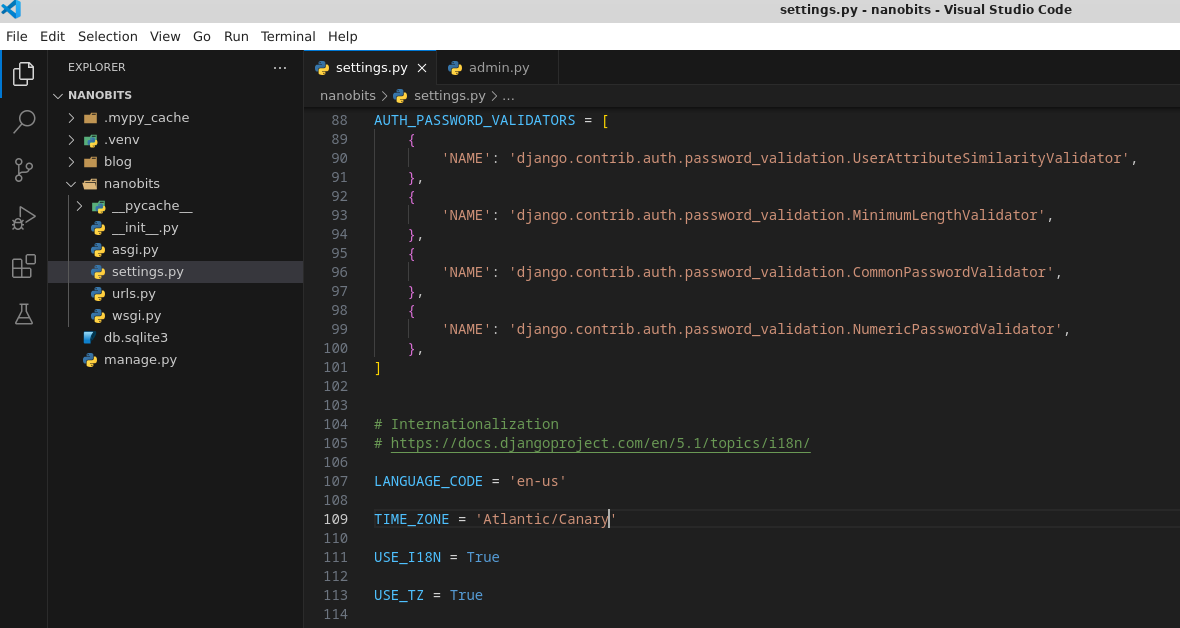 settings.py - nanobits - Visual Studio Code
File Edit Selection View Go Run Terminal Help
EXPLORER ···
NANOBITS
.mypy_cache
.venv
blog
nanobits
__pycache__
__init__.py
asgi.py
settings.py
urls.py
wsgi.py
db.sqlite3
manage.py
settings.py × admin.py
nanobits > settings.py > ...
88 AUTH_PASSWORD_VALIDATORS = [
89 {
90 'NAME': 'django.contrib.auth.password_validation.UserAttributeSimilarityValidator',
91 },
92 {
93 'NAME': 'django.contrib.auth.password_validation.MinimumLengthValidator',
94 },
95 {
96 'NAME': 'django.contrib.auth.password_validation.CommonPasswordValidator',
97 },
98 {
99 'NAME': 'django.contrib.auth.password_validation.NumericPasswordValidator',
100 },
101 ]
102
103
104 # Internationalization
105 # https://docs.djangoproject.com/en/5.1/topics/i18n/
106
107 LANGUAGE_CODE = 'en-us'
108
109 TIME_ZONE = 'Atlantic/Canary'
110
111 USE_I18N = True
112
113 USE_TZ = True
114